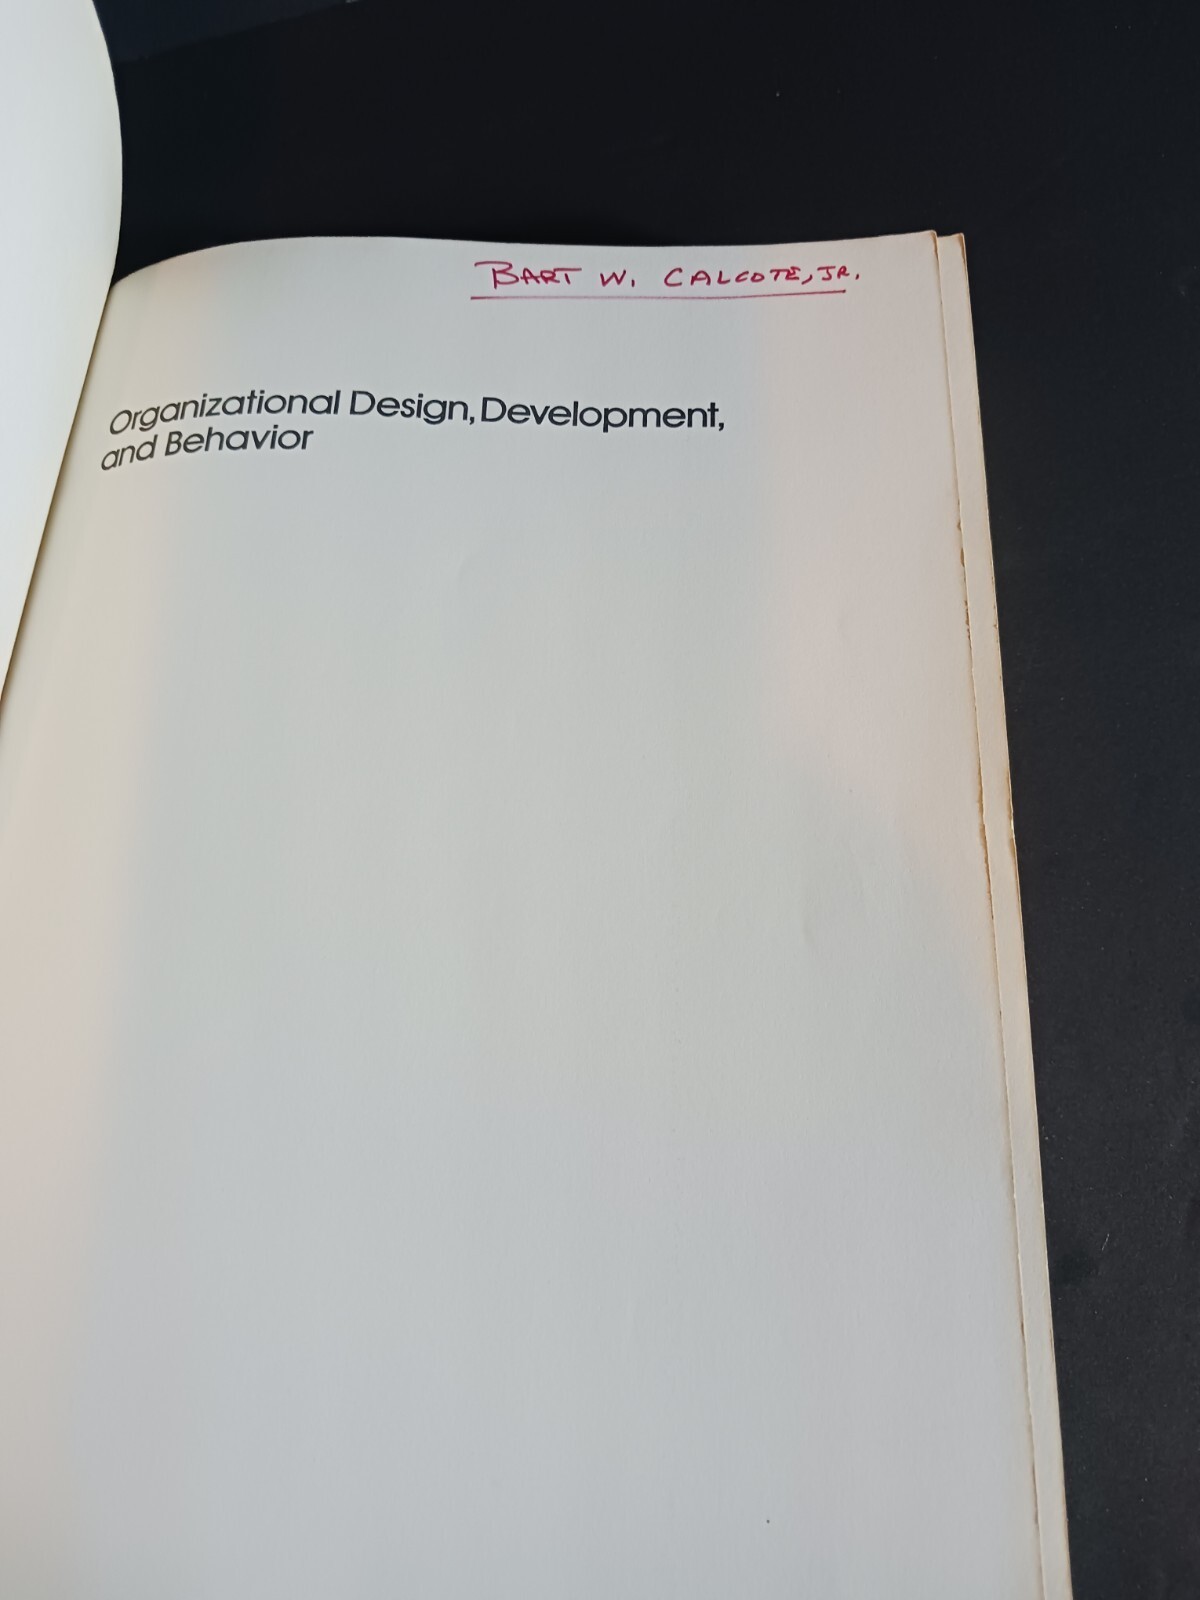 BART W. CALCOTE, JR.
Organizational Design, Development,
and Behavior